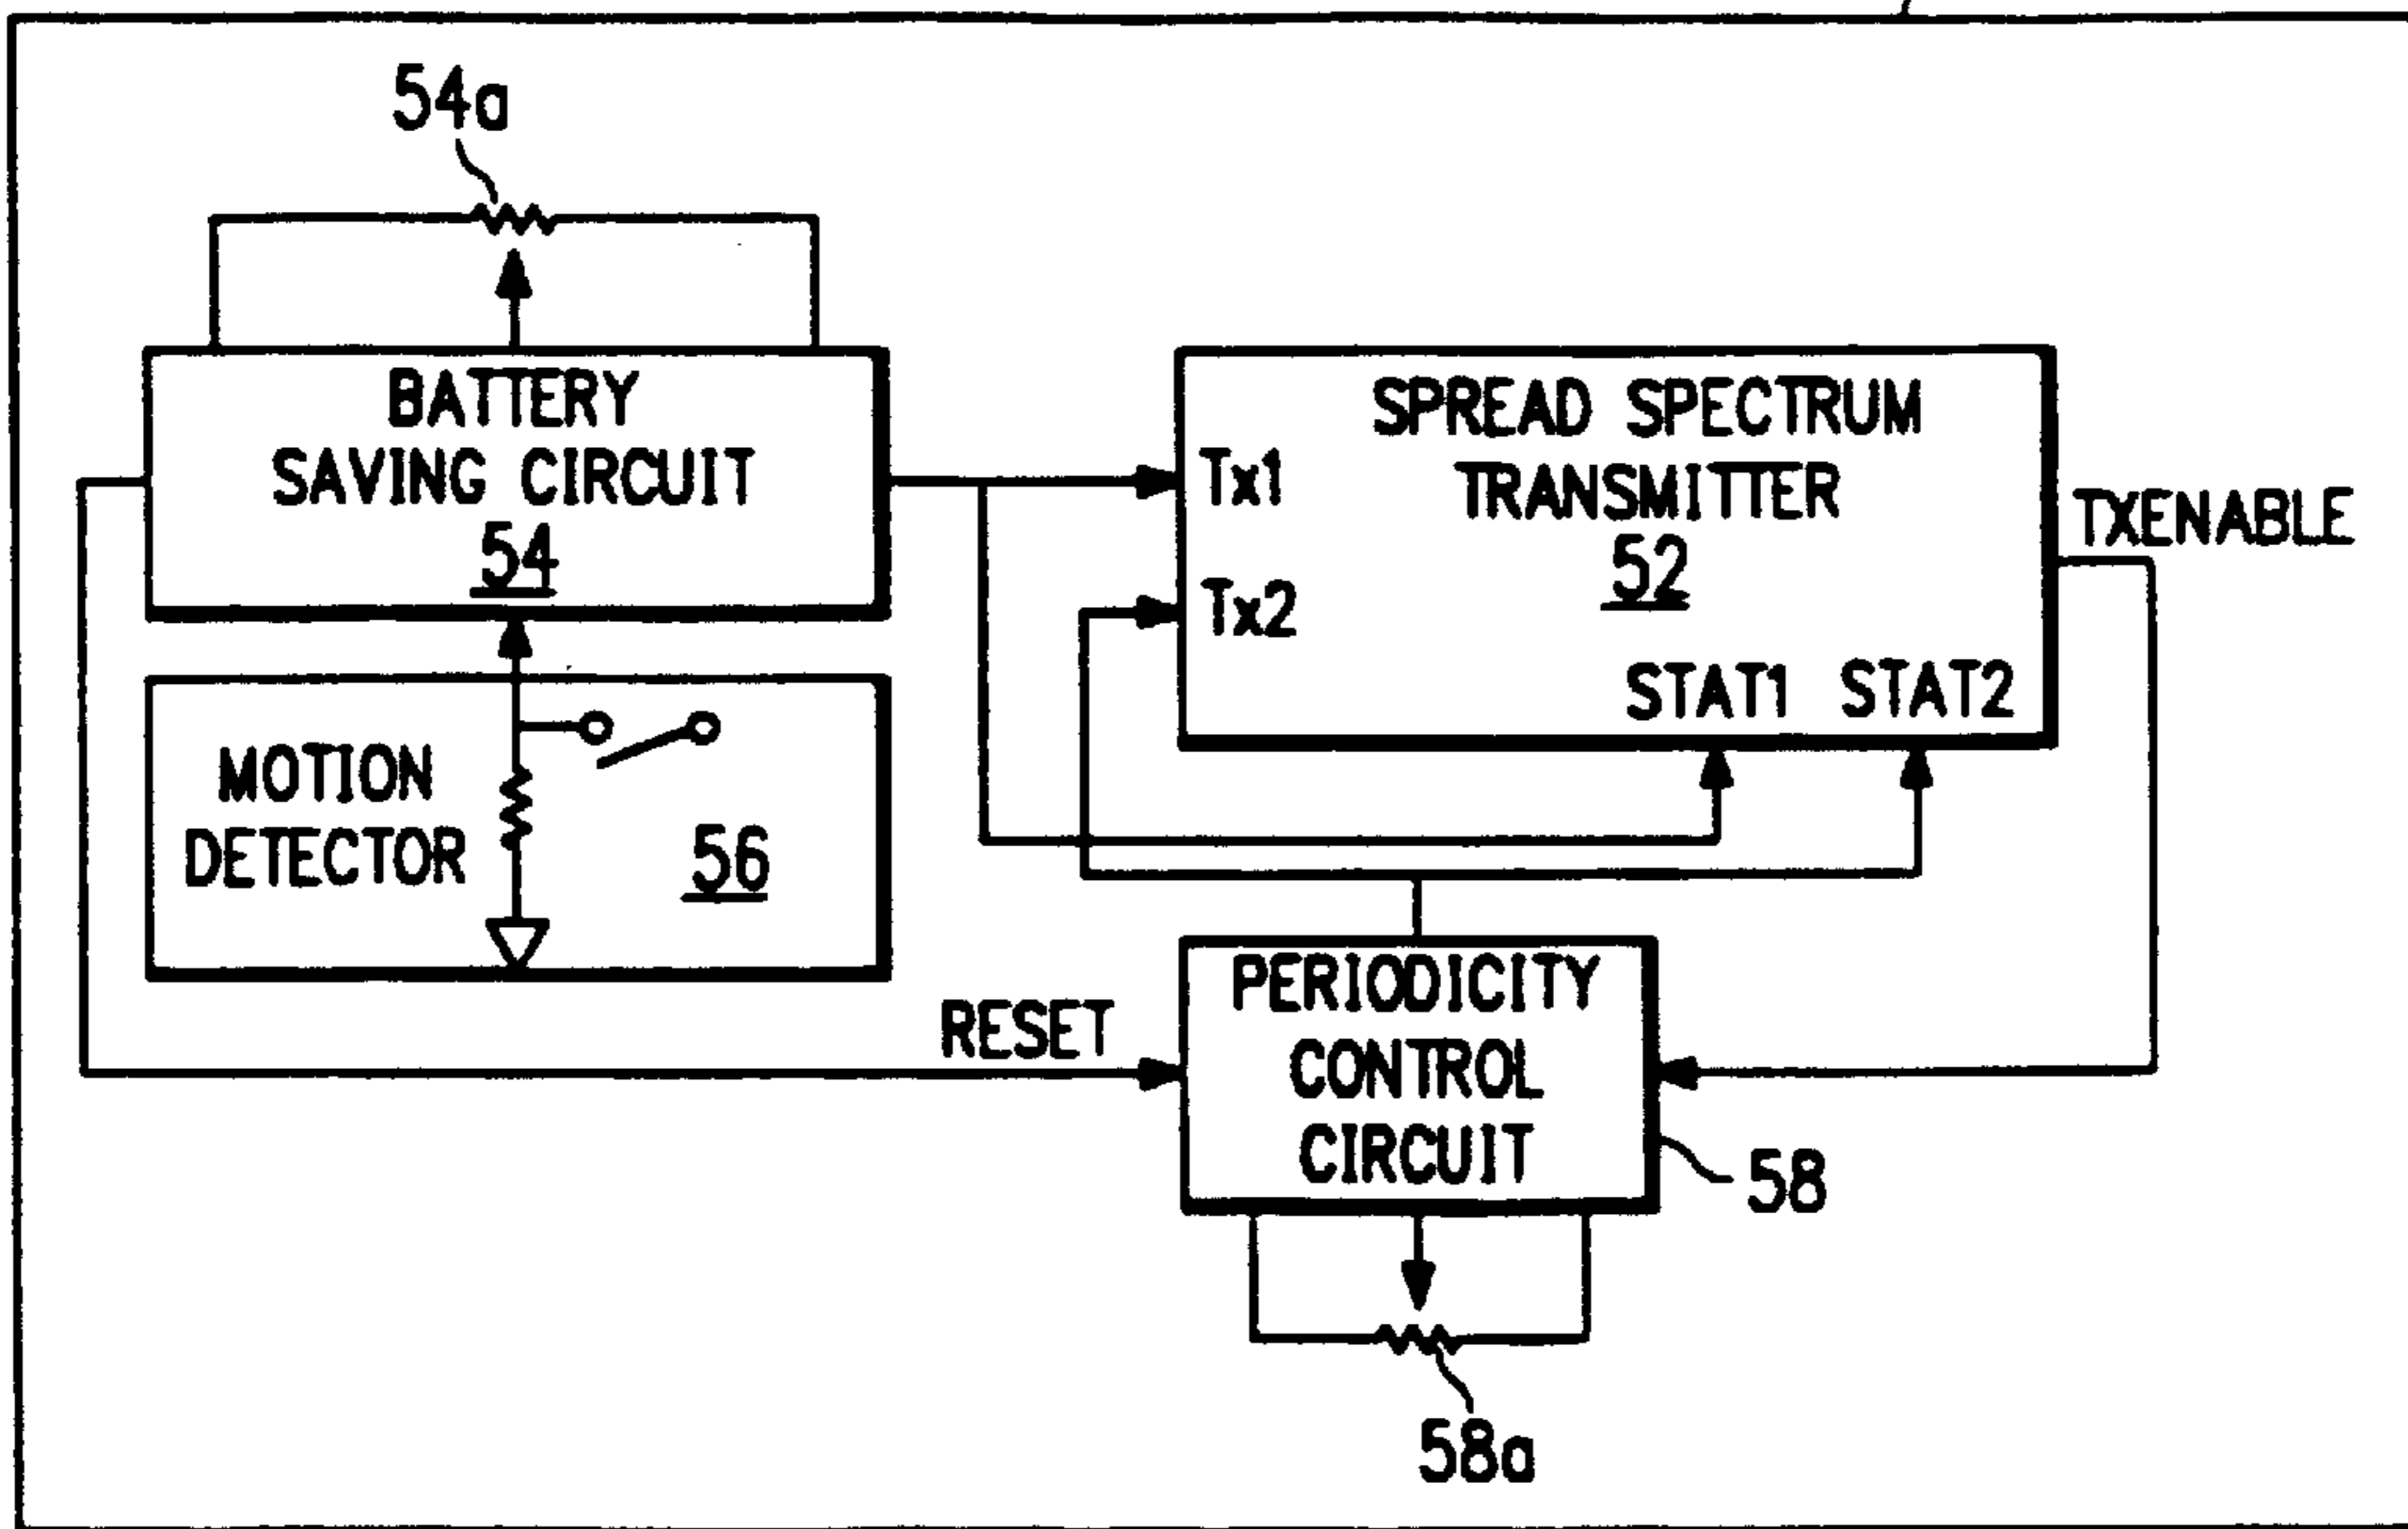 54a
BATTERY
SAVING CIRCUIT
54
SPREAD SPECTRUM
TRANSMITTER
52
Tx1
Tx2
STAT1 STAT2
TXENABLE
MOTION
DETECTOR
56
RESET
PERIODICITY
CONTROL
CIRCUIT
58
58a